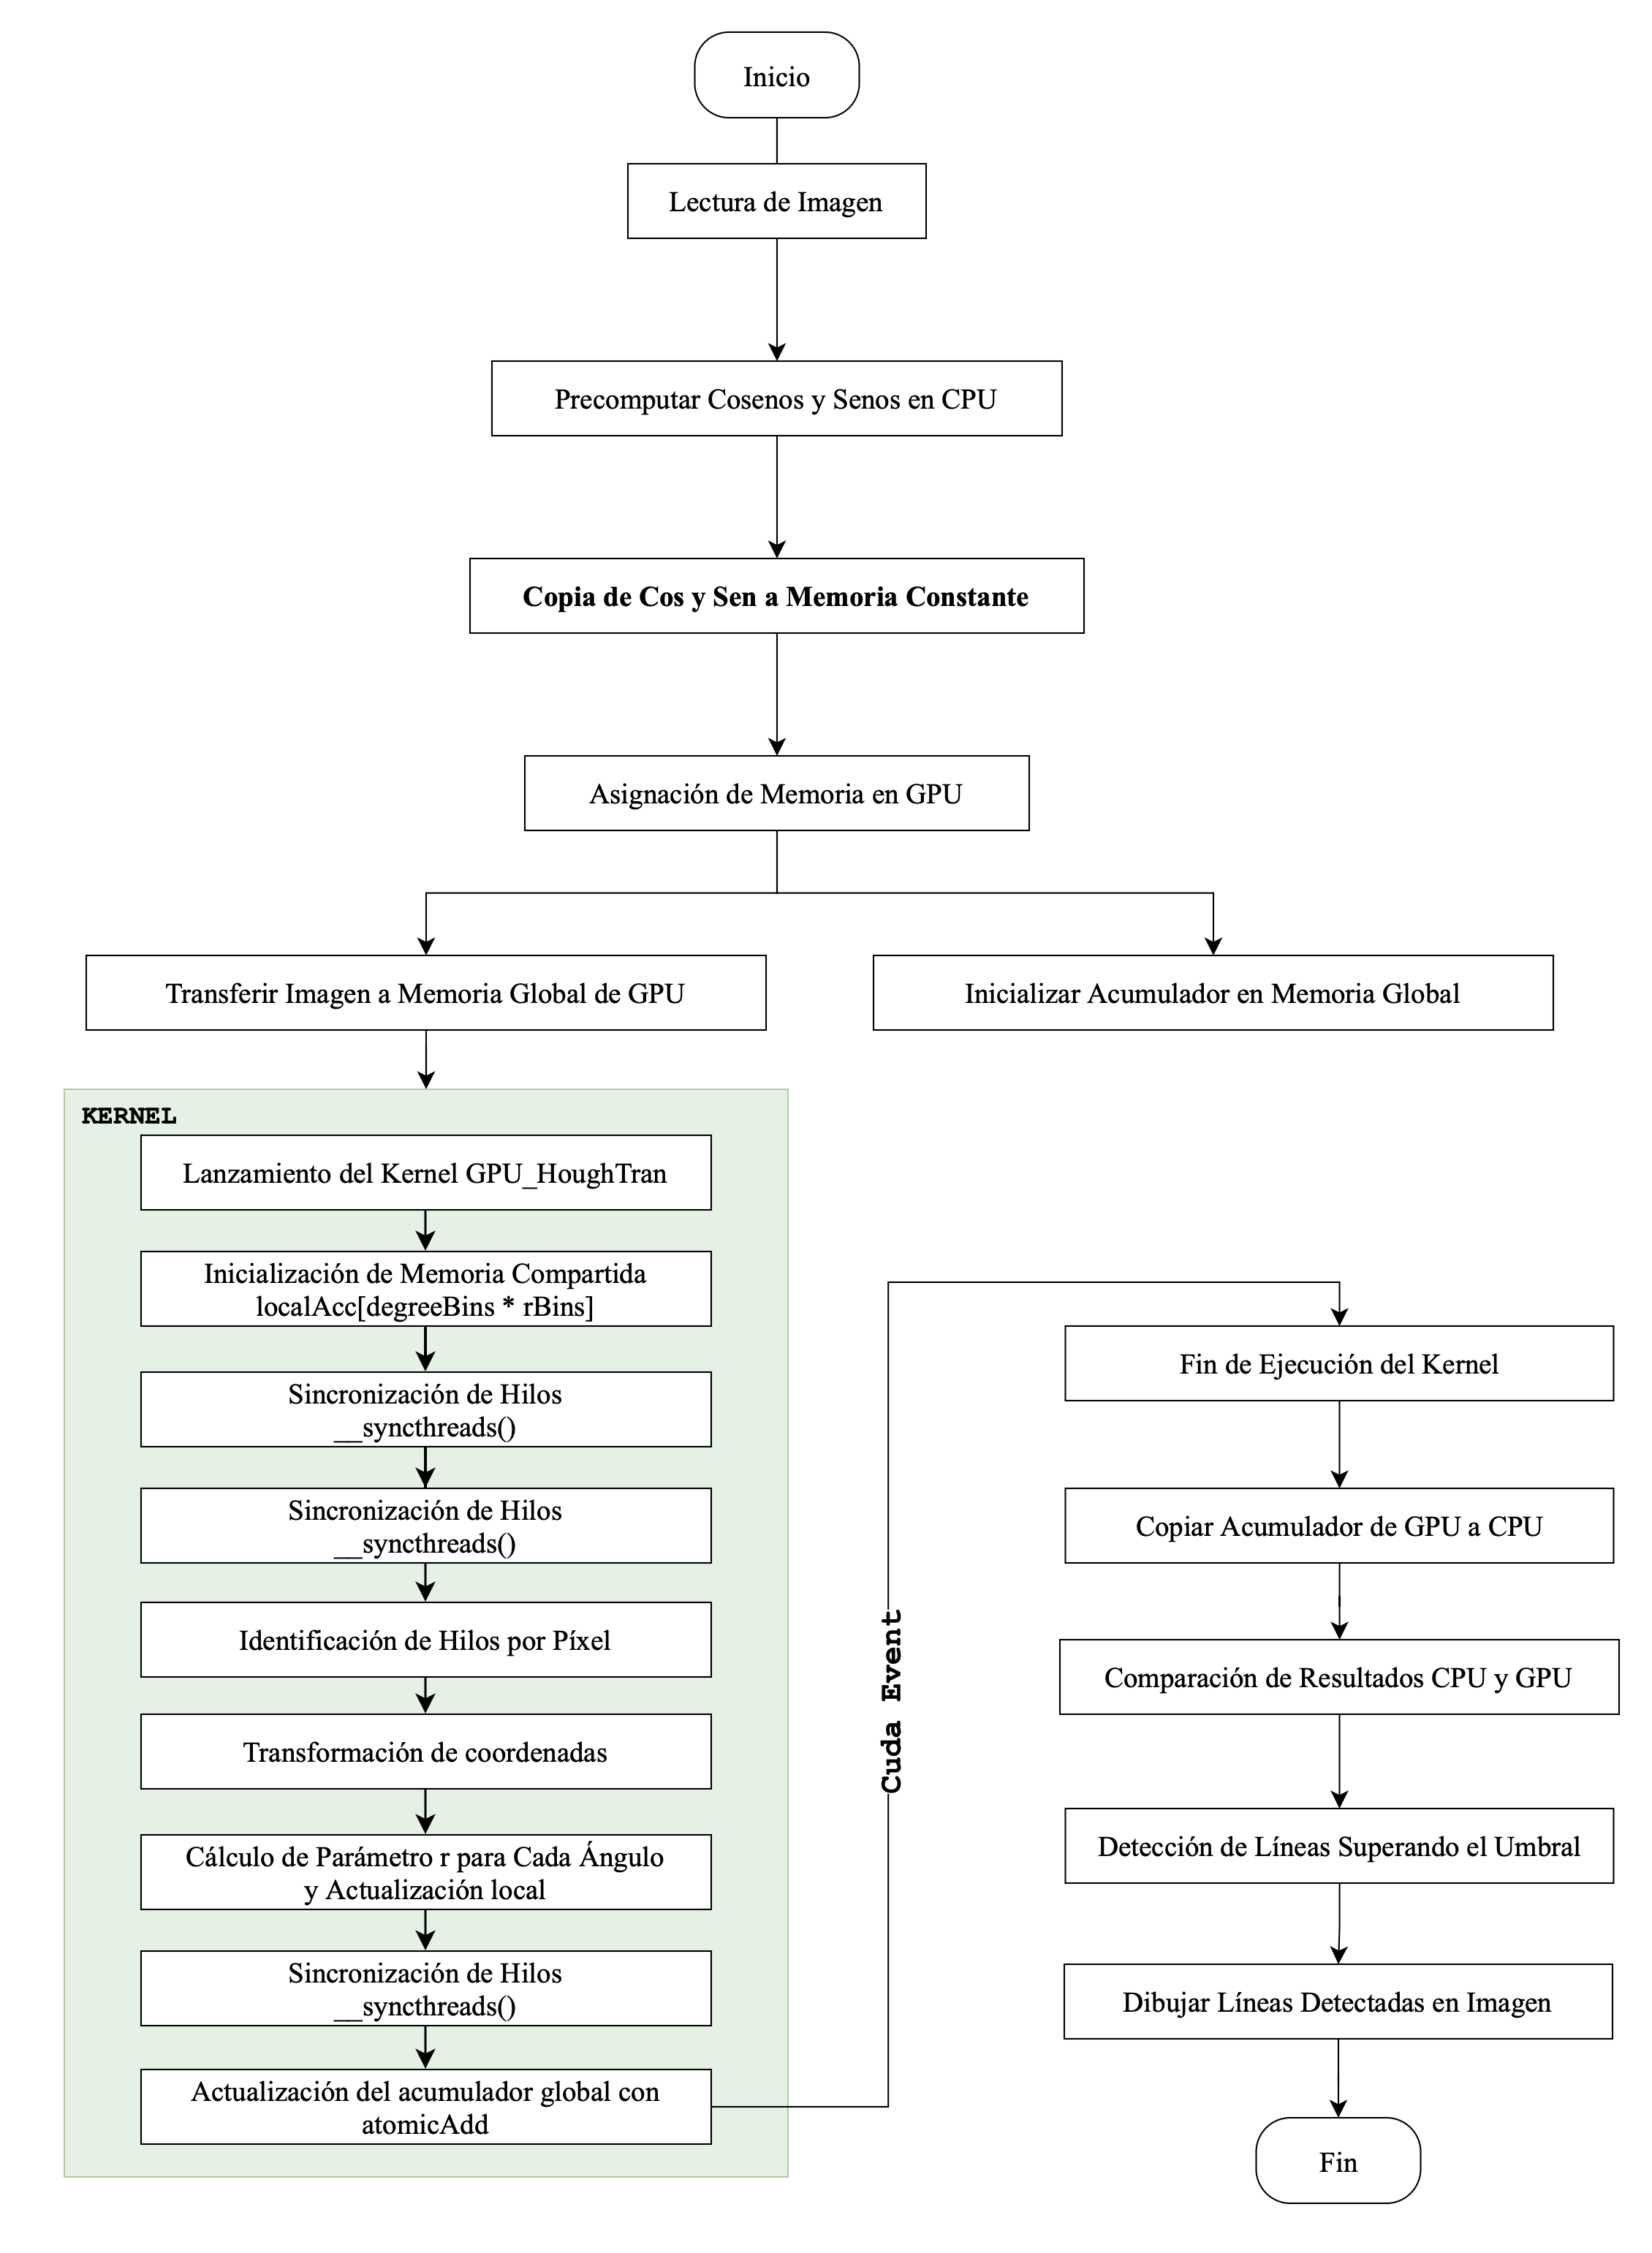 Inicio
Lectura de Imagen
Precomputar Cosenos y Senos en CPU
Copia de Cos y Sen a Memoria Constante
Asignación de Memoria en GPU
Transferir Imagen a Memoria Global de GPU
Inicializar Acumulador en Memoria Global
KERNEL
Lanzamiento del Kernel GPU_HoughTran
Inicialización de Memoria Compartida
localAcc[degreeBins * rBins]
Sincronización de Hilos
__syncthreads()
Sincronización de Hilos
__syncthreads()
Identificación de Hilos por Píxel
Transformación de coordenadas
Cálculo de Parámetro r para Cada Ángulo
y Actualización local
Sincronización de Hilos
__syncthreads()
Actualización del acumulador global con
atomicAdd
Cuda Event
Fin de Ejecución del Kernel
Copiar Acumulador de GPU a CPU
Comparación de Resultados CPU y GPU
Detección de Líneas Superando el Umbral
Dibujar Líneas Detectadas en Imagen
Fin